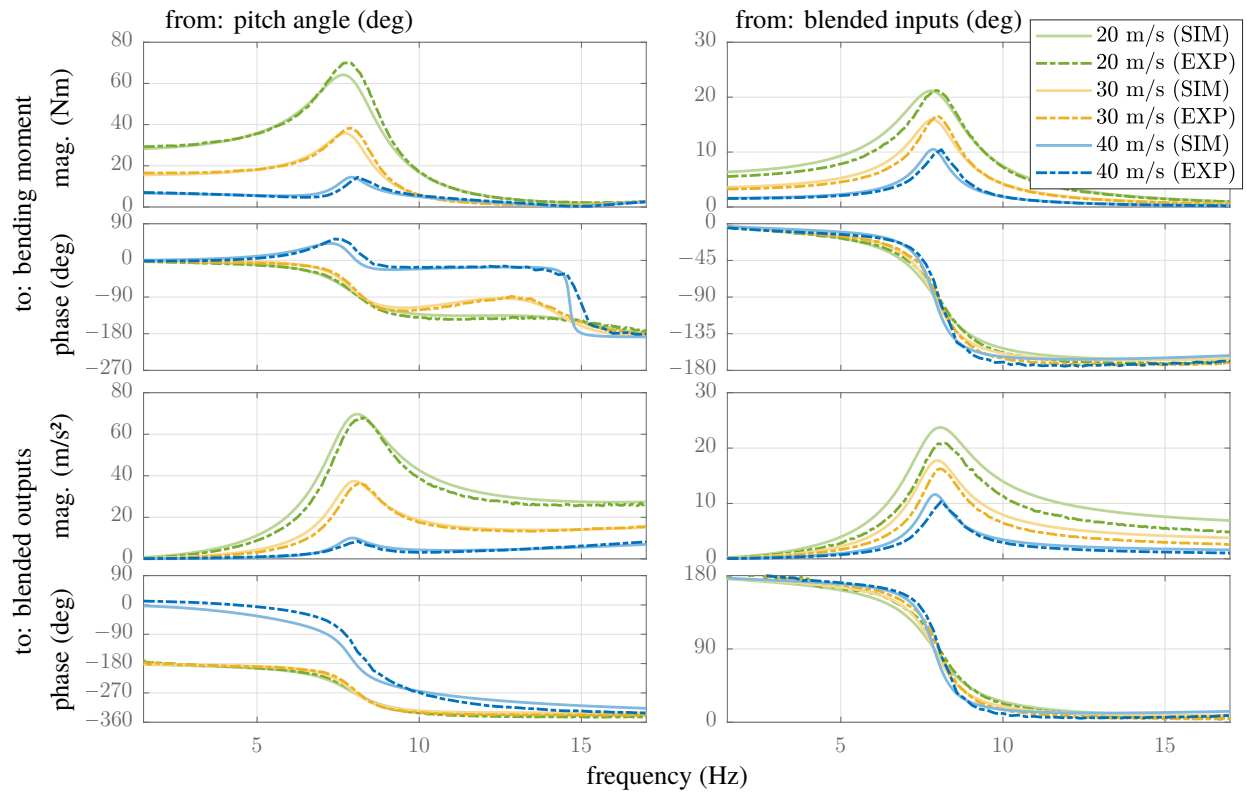 from: pitch angle (deg)
from: blended inputs (deg)
20 m/s (SIM)
20 m/s (EXP)
30 m/s (SIM)
30 m/s (EXP)
40 m/s (SIM)
40 m/s (EXP)
to: bending moment
mag. (Nm)
80
60
40
20
0
30
20
10
0
phase (deg)
90
0
−90
−180
−270
0
−45
−90
−135
−180
to: blended outputs
mag. (m/s²)
80
60
40
20
0
30
20
10
0
phase (deg)
90
0
−90
−180
−270
−360
180
90
0
5
10
15
5
10
15
frequency (Hz)